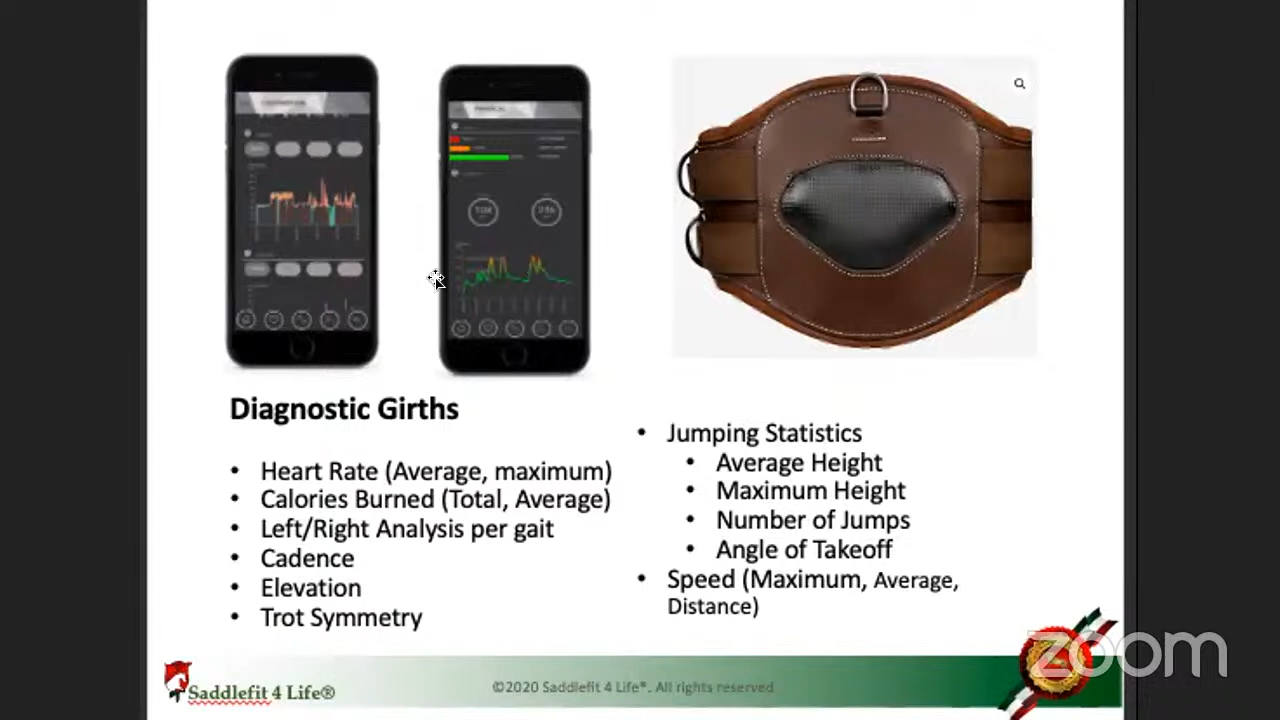 Diagnostic Girths
• Heart Rate (Average, maximum)
• Calories Burned (Total, Average)
• Left/Right Analysis per gait
• Cadence
• Elevation
• Trot Symmetry
• Jumping Statistics
• Average Height
• Maximum Height
• Number of Jumps
• Angle of Takeoff
• Speed (Maximum, Average,
Distance)
Saddlefit 4 Life®
©2020 Saddlefit 4 Life®. All rights reserved
zoom